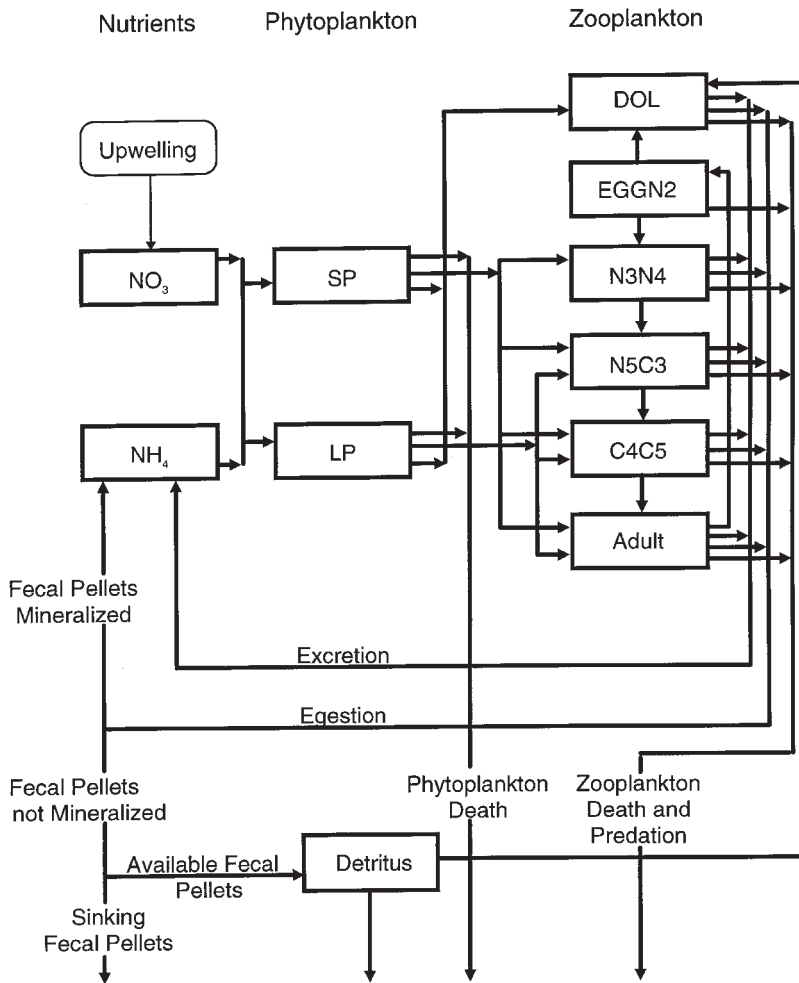 Nutrients
Phytoplankton
Zooplankton
DOL
Upwelling
EGGN2
NO₃
SP
N3N4
N5C3
NH₄
LP
C4C5
Adult
Fecal Pellets
Mineralized
Excretion
Egestion
Fecal Pellets
not Mineralized
Phytoplankton
Death
Zooplankton
Death and
Predation
Available Fecal
Pellets
Detritus
Sinking
Fecal Pellets